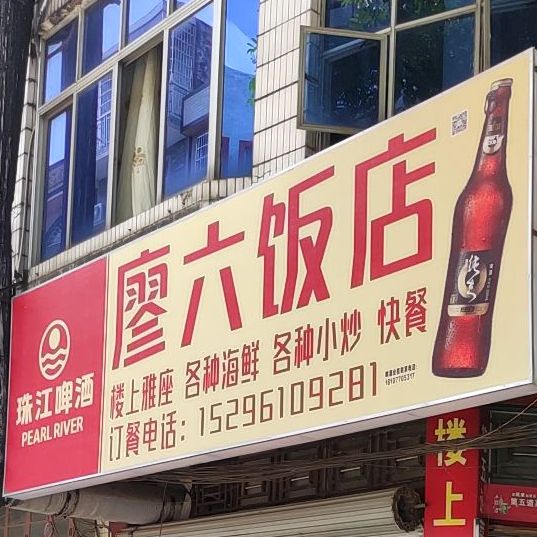 廖六饭店
楼上雅座 各种海鲜 各种小炒 快餐
订餐电话：15296109281
珠江啤酒
PEARL RIVER
18107705317
楼上